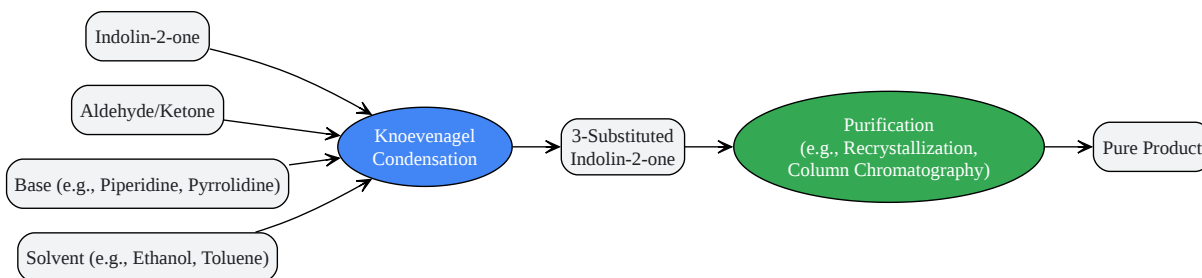 Indolin-2-one
Aldehyde/Ketone
Base (e.g., Piperidine, Pyrrolidine)
Solvent (e.g., Ethanol, Toluene)
Knoevenagel
Condensation
3-Substituted
Indolin-2-one
Purification
(e.g., Recrystallization,
Column Chromatography)
Pure Product